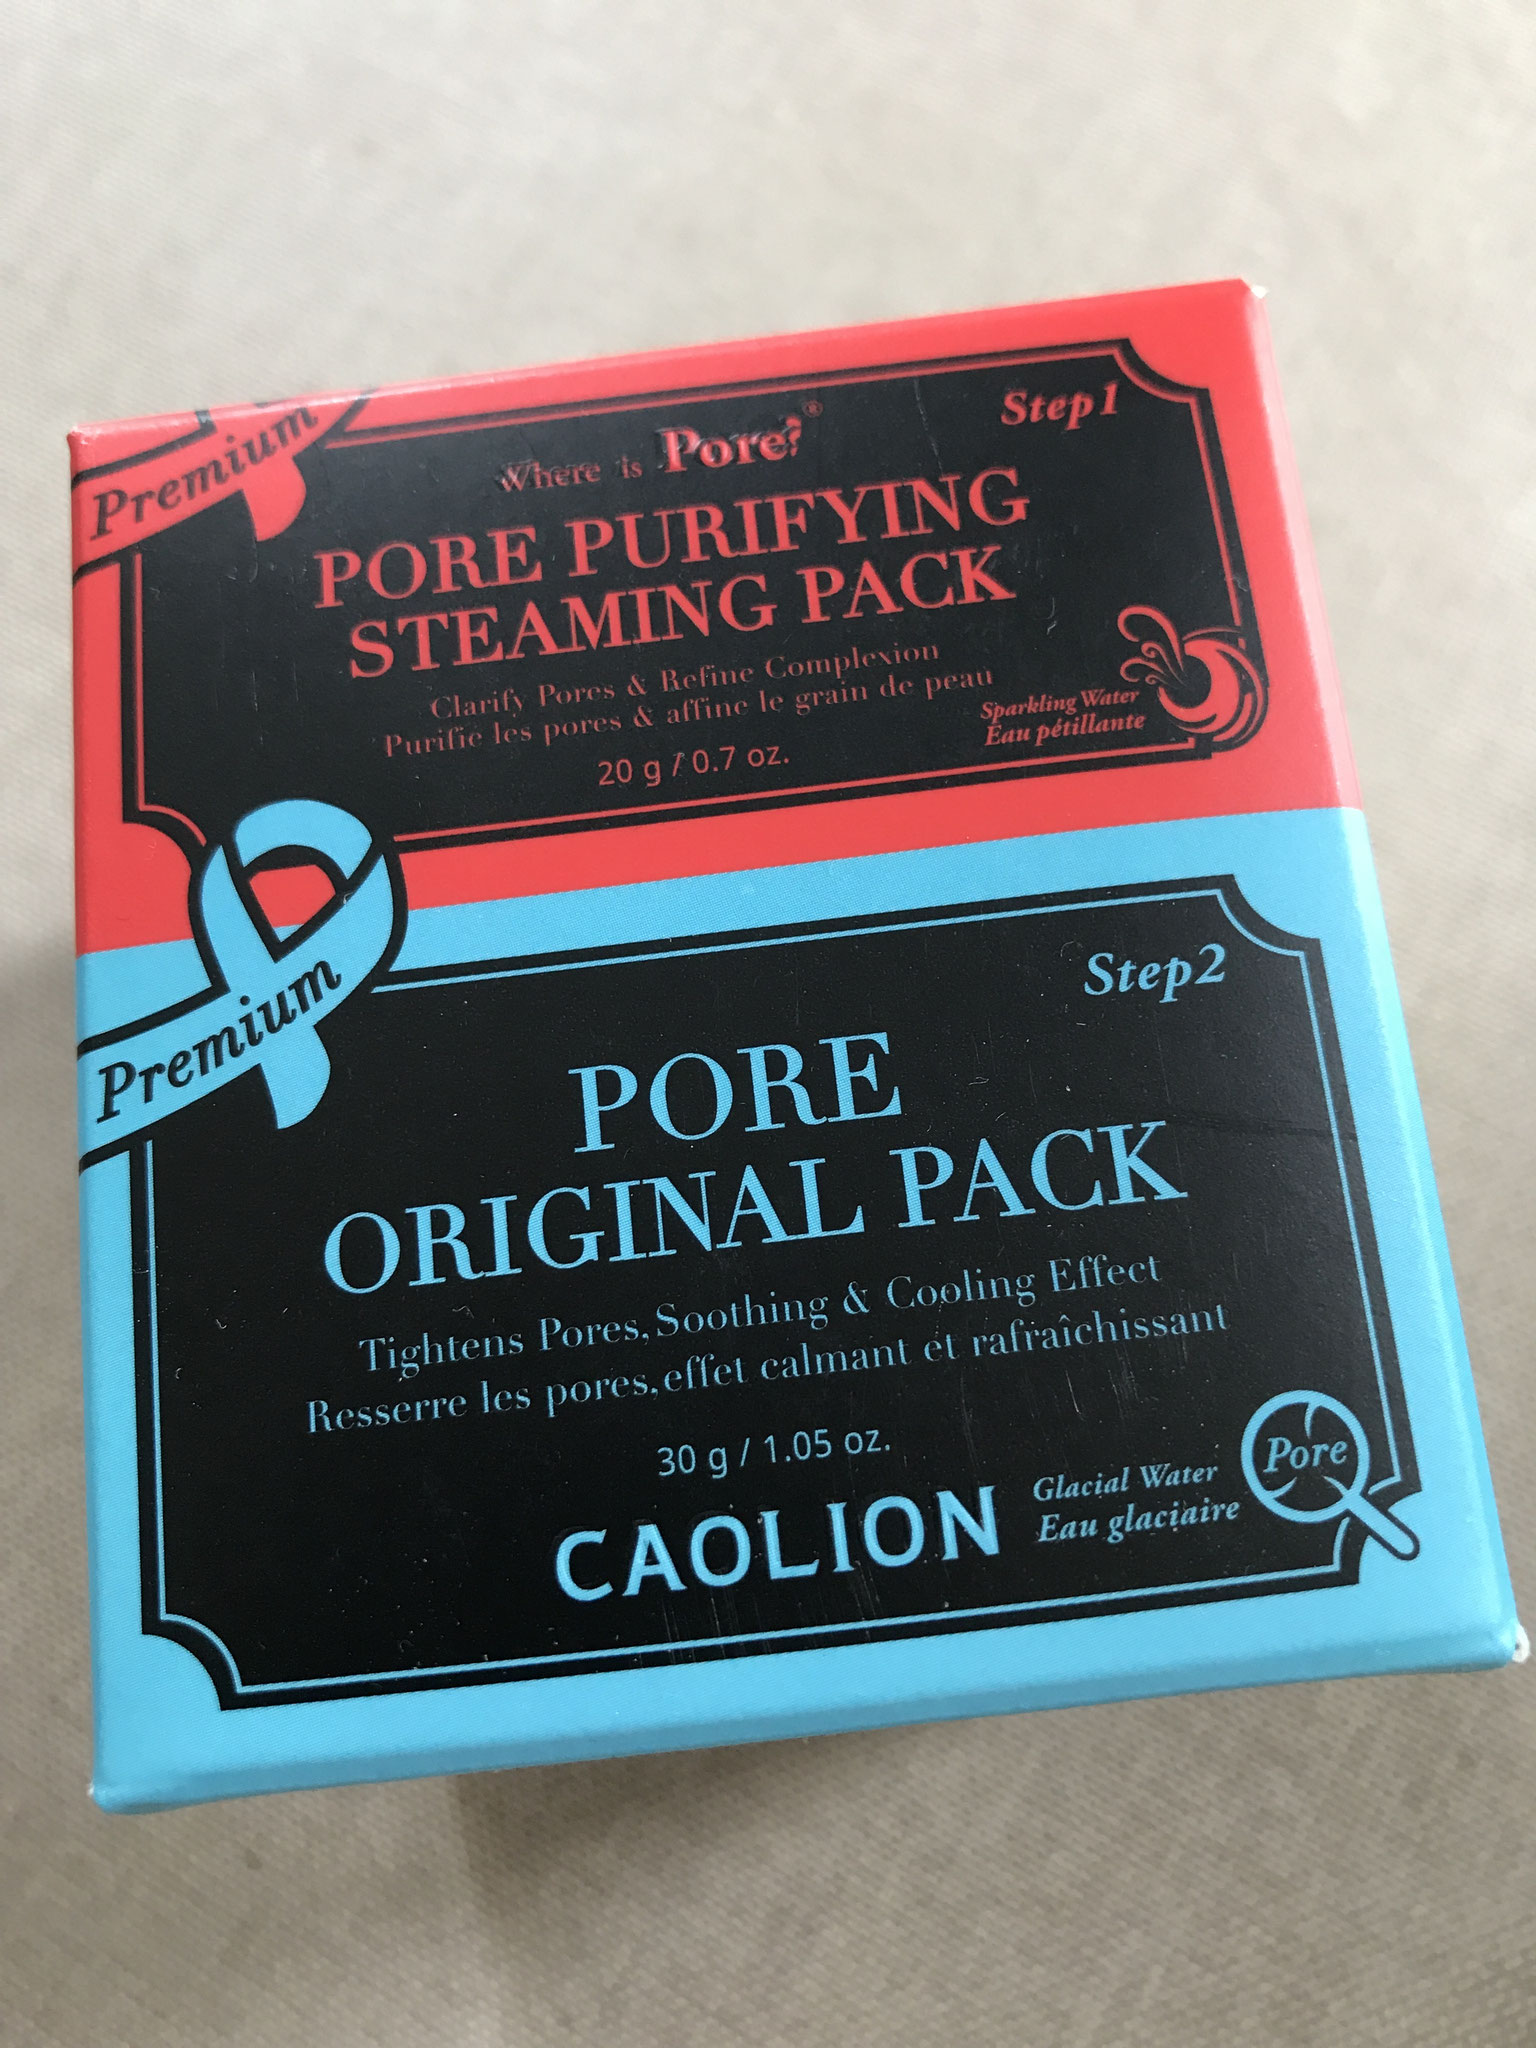 Premium
Step1
Where is Pore?®
PORE PURIFYING
STEAMING PACK
Clarify Pores & Refine Complexion
Purifie les pores & affine le grain de peau
20 g / 0.7 oz.
Sparkling Water
Eau pétillante
Premium
Step2
PORE
ORIGINAL PACK
Tightens Pores, Soothing & Cooling Effect
Resserre les pores, effet calmant et rafraîchissant
30 g / 1.05 oz.
CAOLION
Glacial Water
Eau glaciaire
Pore